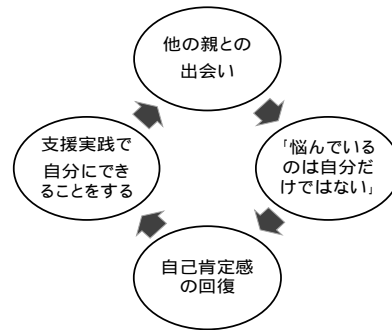 他の親との
出会い
「悩んでいる
のは自分だ
けではない」
自己肯定感
の回復
支援実践で
自分にでき
ることをする